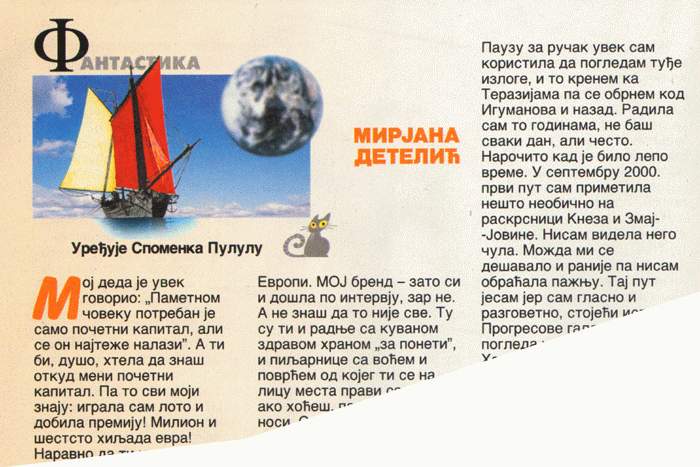 ФАНТАСТИКА
Уређује Споменка Пулулу
МИРЈАНА
ДЕТЕЛИЋ
Мој деда је увек
говорио: „Паметном
човеку потребан је
само почетни капитал, али
се он најтеже налази”. А ти
би, душо, хтела да знаш
откуд мени почетни
капитал. Па то сви моји
знају: играла сам лото и
добила премију! Милион и
шестсто хиљада евра!
Наравно да ти
Европи. МОЈ бренд – зато си
и дошла по интервју, зар не.
А не знаш да то није све. Ту
су ти и радње са куваном
здравом храном „за понети”,
и пиљарнице са воћем и
поврћем од којег ти се на
лицу места прави
ако хоћеш,
носи.
Паузу за ручак увек сам
користила да погледам туђе
излоге, и то кренем ка
Теразијама па се обрнем код
Игуманова и назад. Радила
сам то годинама, не баш
сваки дан, али често.
Нарочито кад је било лепо
време. У септембру 2000.
први пут сам приметила
нешто необично на
раскрсници Кнеза и Змај-
-Јовине. Нисам видела него
чула. Можда ми се
дешавало и раније па нисам
обраћала пажњу. Тај пут
јесам јер сам гласно и
разговетно, стојећи
Прогресове
погледа